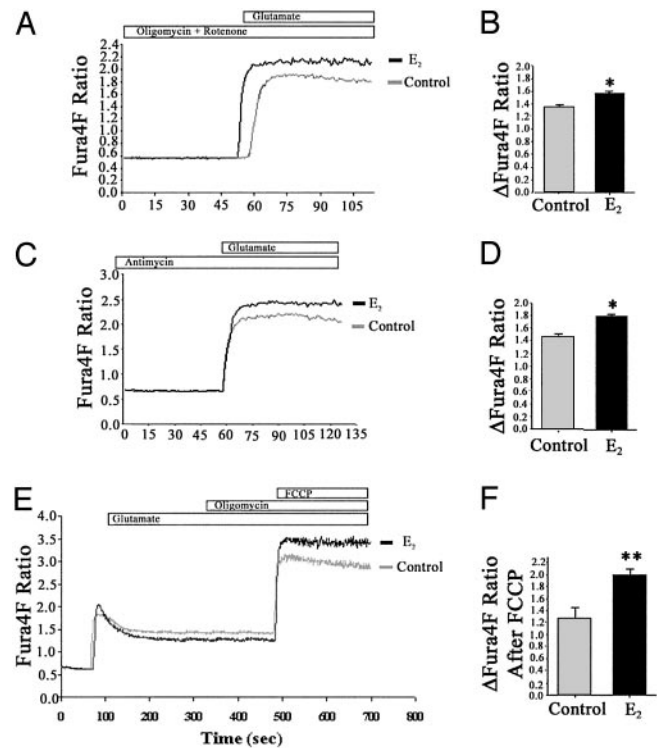 A
Glutamate
Oligomycin + Rotenone
Fura4F Ratio
2.4
2.2
2.0
1.8
1.6
1.4
1.2
1.0
0.8
0.6
0.4
0.2
0.0
E2
Control
0 15 30 45 60 75 90 105
B
*
ΔFura4F Ratio
2.0
1.8
1.6
1.4
1.2
1.0
0.8
0.6
0.4
0.0
Control E2
C
Glutamate
Antimycin
Fura4F Ratio
2.5
2.0
1.5
1.0
0.5
0.0
E2
Control
0 15 30 45 60 75 90 105 120 135
D
*
ΔFura4F Ratio
2.0
1.8
1.6
1.4
1.2
1.0
0.8
0.6
0.4
0.0
Control E2
E
FCCP
Oligomycin
Glutamate
Fura4F Ratio
4.0
3.5
3.0
2.5
2.0
1.5
1.0
0.5
0.0
E2
Control
0 100 200 300 400 500 600 700 800
Time (sec)
F
**
ΔFura4F Ratio
After FCCP
2.2
2.0
1.8
1.6
1.4
1.2
1.0
0.8
0.6
0.4
0.0
Control E2